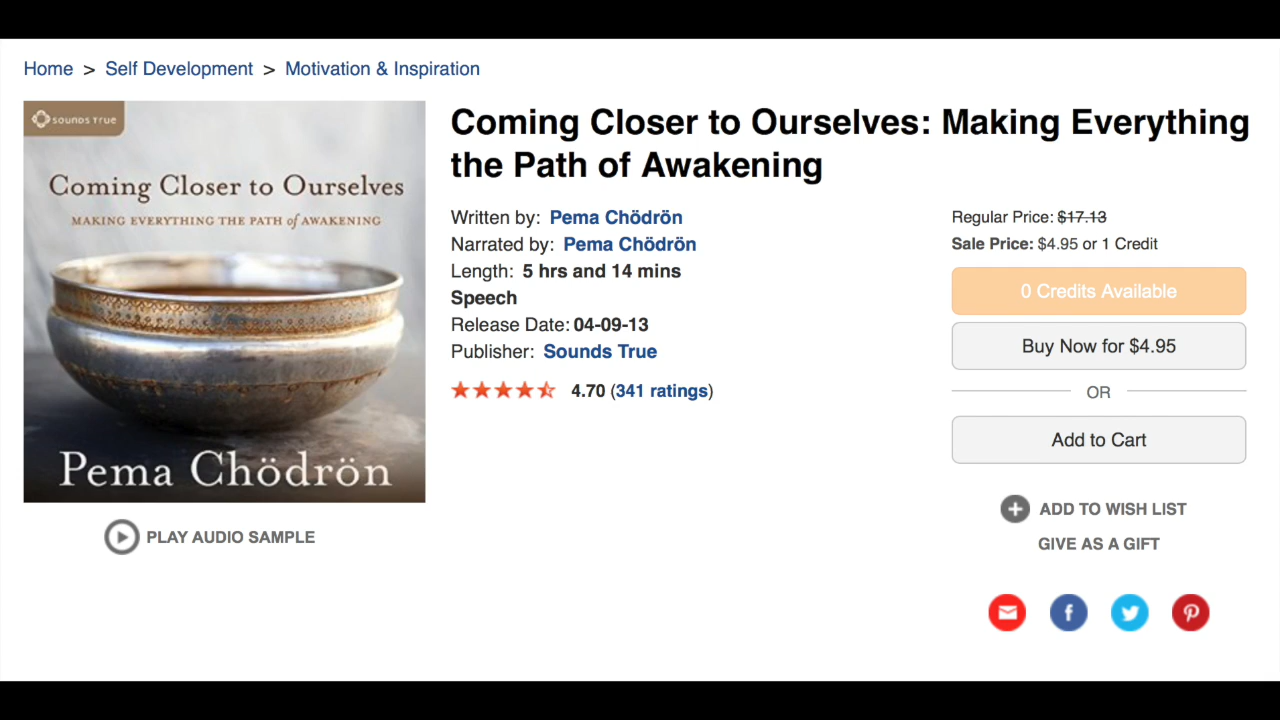 Home > Self Development > Motivation & Inspiration
SOUNDS TRUE
Coming Closer to Ourselves
MAKING EVERYTHING THE PATH of AWAKENING
Pema Chödrön
PLAY AUDIO SAMPLE
Coming Closer to Ourselves: Making Everything
the Path of Awakening
Written by: Pema Chödrön
Narrated by: Pema Chödrön
Length: 5 hrs and 14 mins
Speech
Release Date: 04-09-13
Publisher: Sounds True
4.70 (341 ratings)
Regular Price: $17.13
Sale Price: $4.95 or 1 Credit
0 Credits Available
Buy Now for $4.95
OR
Add to Cart
ADD TO WISH LIST
GIVE AS A GIFT